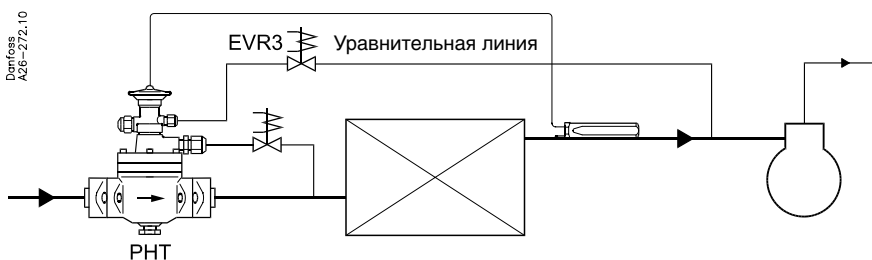 Danfoss
A26-272.10
EVR3
Уравнительная линия
PHT